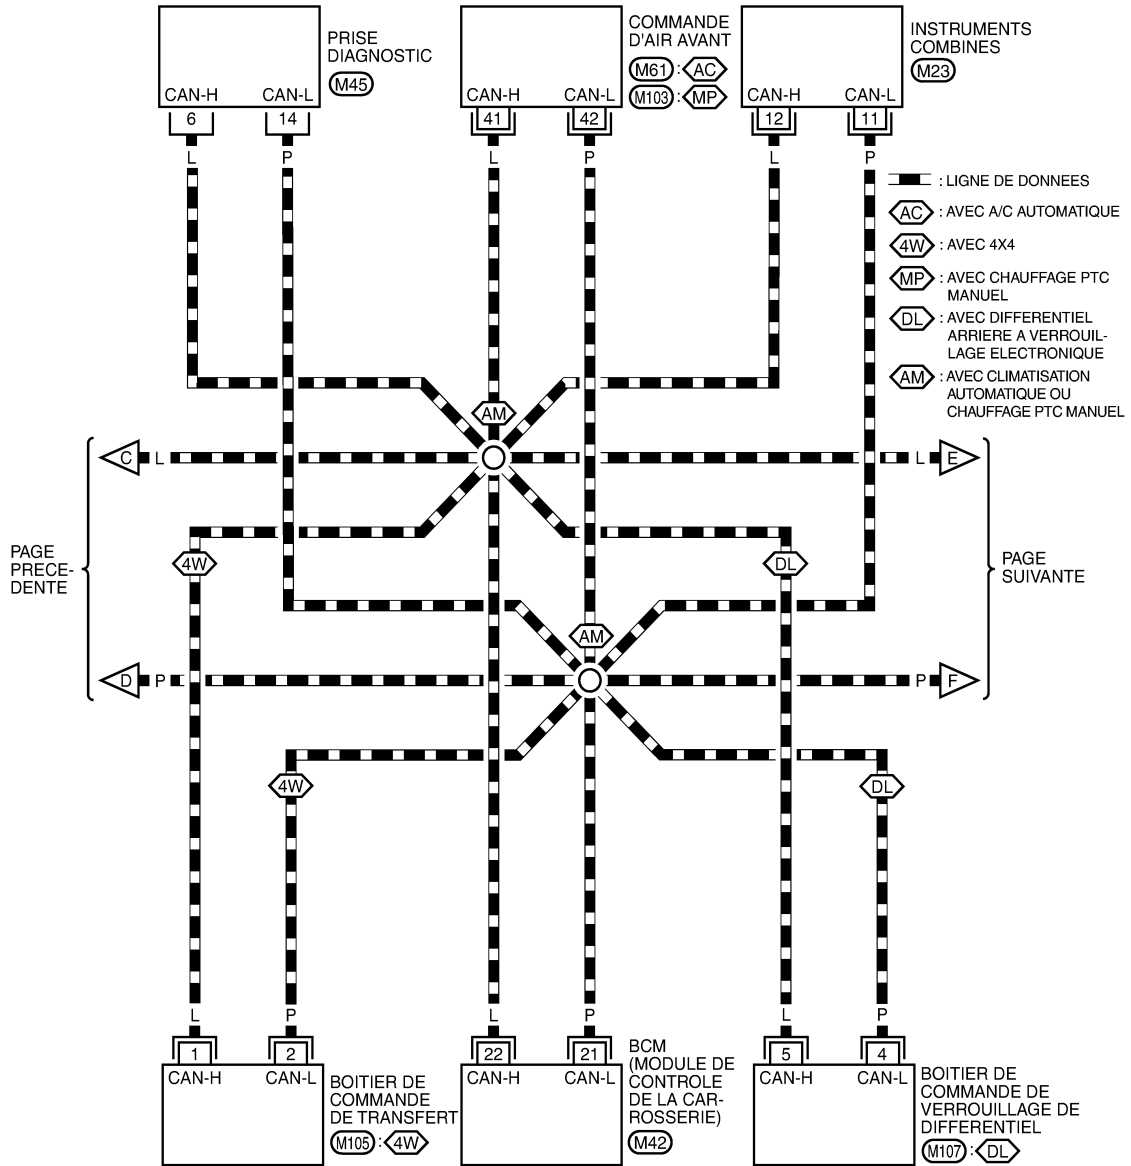 PRISE
DIAGNOSTIC
M45
CAN-H CAN-L
6 14
L P
COMMANDE
D'AIR AVANT
M61 : AC
M103 : MP
CAN-H CAN-L
41 42
L P
INSTRUMENTS
COMBINES
M23
CAN-H CAN-L
12 11
L P
: LIGNE DE DONNEES
AC : AVEC A/C AUTOMATIQUE
4W : AVEC 4X4
MP : AVEC CHAUFFAGE PTC
MANUEL
DL : AVEC DIFFERENTIEL
ARRIERE A VERROUIL-
LAGE ELECTRONIQUE
AM : AVEC CLIMATISATION
AUTOMATIQUE OU
CHAUFFAGE PTC MANUEL
AM
C L L E
4W DL
PAGE
PRECE-
DENTE
PAGE
SUIVANTE
AM
D P P F
4W DL
L P L P L P
1 2 22 21 5 4
CAN-H CAN-L
BOITIER DE
COMMANDE
DE TRANSFERT
M105 : 4W
CAN-H CAN-L
BCM
(MODULE DE
CONTROLE
DE LA CAR-
ROSSERIE)
M42
CAN-H CAN-L
BOITIER DE
COMMANDE DE
VERROUILLAGE DE
DIFFERENTIEL
M107 : DL